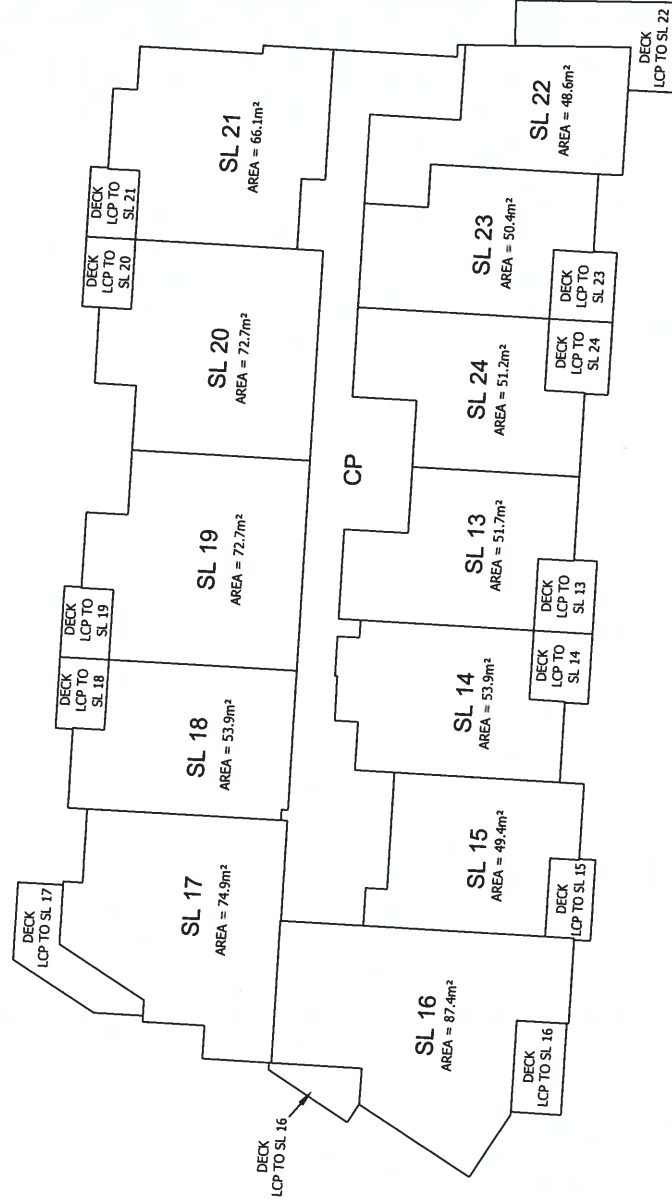 DECK
LCP TO SL 22
SL 22
AREA = 48.6m²
SL 21
AREA = 66.1m²
DECK
LCP TO
SL 21
DECK
LCP TO
SL 20
SL 20
AREA = 72.7m²
SL 23
AREA = 50.4m²
DECK
LCP TO
SL 23
DECK
LCP TO
SL 24
SL 24
AREA = 51.2m²
CP
SL 19
AREA = 72.7m²
DECK
LCP TO
SL 19
DECK
LCP TO
SL 18
SL 18
AREA = 53.9m²
SL 13
AREA = 51.7m²
DECK
LCP TO
SL 13
DECK
LCP TO
SL 14
SL 14
AREA = 53.9m²
SL 17
AREA = 74.9m²
DECK
LCP TO SL 17
SL 15
AREA = 49.4m²
DECK
LCP TO SL 15
SL 16
AREA = 87.4m²
DECK
LCP TO SL 16
DECK
LCP TO SL 16